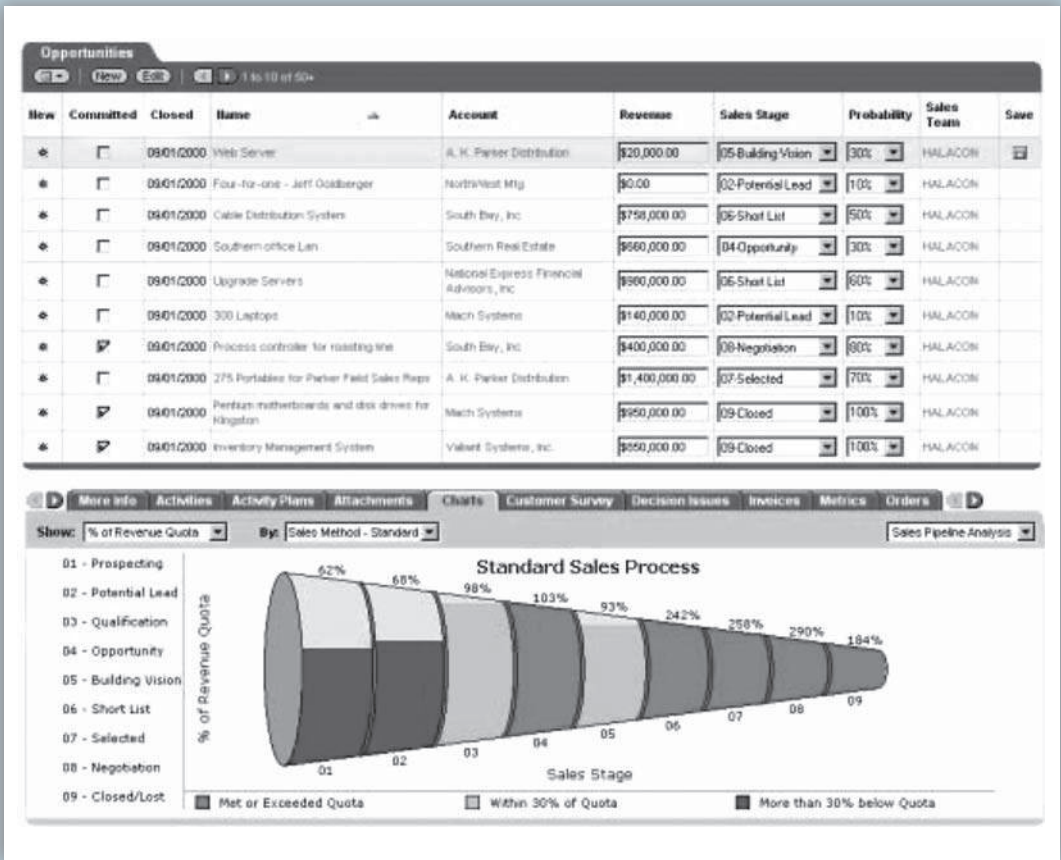 Opportunities
New Edit 1 to 10 of 50+
New Committed Closed Name Account Revenue Sales Stage Probability Sales Team Save
09/01/2000 Web Server A. K. Parker Distribution $20,000.00 05-Building Vision 30% HALACON
09/01/2000 Four-for-one - Jeff Goldberger NorthWest Mfg $0.00 02-Potential Lead 10% HALACON
09/01/2000 Cable Distribution System South Bay, Inc $758,000.00 06-Short List 50% HALACON
09/01/2000 Southern office Lan Southern Real Estate $660,000.00 04-Opportunity 30% HALACON
09/01/2000 Upgrade Servers National Express Financial Advisors, Inc 06-Short List 60% HALACON
09/01/2000 300 Laptops Mach Systems $140,000.00 02-Potential Lead 10% HALACON
09/01/2000 Process controller for roasting line South Bay, Inc $400,000.00 08-Negotiation 80% HALACON
09/01/2000 275 Portables for Parker Field Sales Reps A. K. Parker Distribution $1,400,000.00 07-Selected 70% HALACON
09/01/2000 Pentium motherboards and disk drives for Kingston Mach Systems $950,000.00 09-Closed 100% HALACON
09/01/2000 Inventory Management System Valiant Systems, Inc. 09-Closed 100% HALACON
More Info Activities Activity Plans Attachments Charts Customer Survey Decision Issues Invoices Metrics Orders
Show: % of Revenue Quota By: Sales Method - Standard Sales Pipeline Analysis
Standard Sales Process
01 - Prospecting
02 - Potential Lead
03 - Qualification
04 - Opportunity
05 - Building Vision
06 - Short List
07 - Selected
08 - Negotiation
09 - Closed/Lost
% of Revenue Quota
62% 68% 98% 103% 93% 242% 258% 290% 184%
01 02 03 04 05 06 07 08 09
Sales Stage
Met or Exceeded Quota Within 30% of Quota More than 30% below Quota